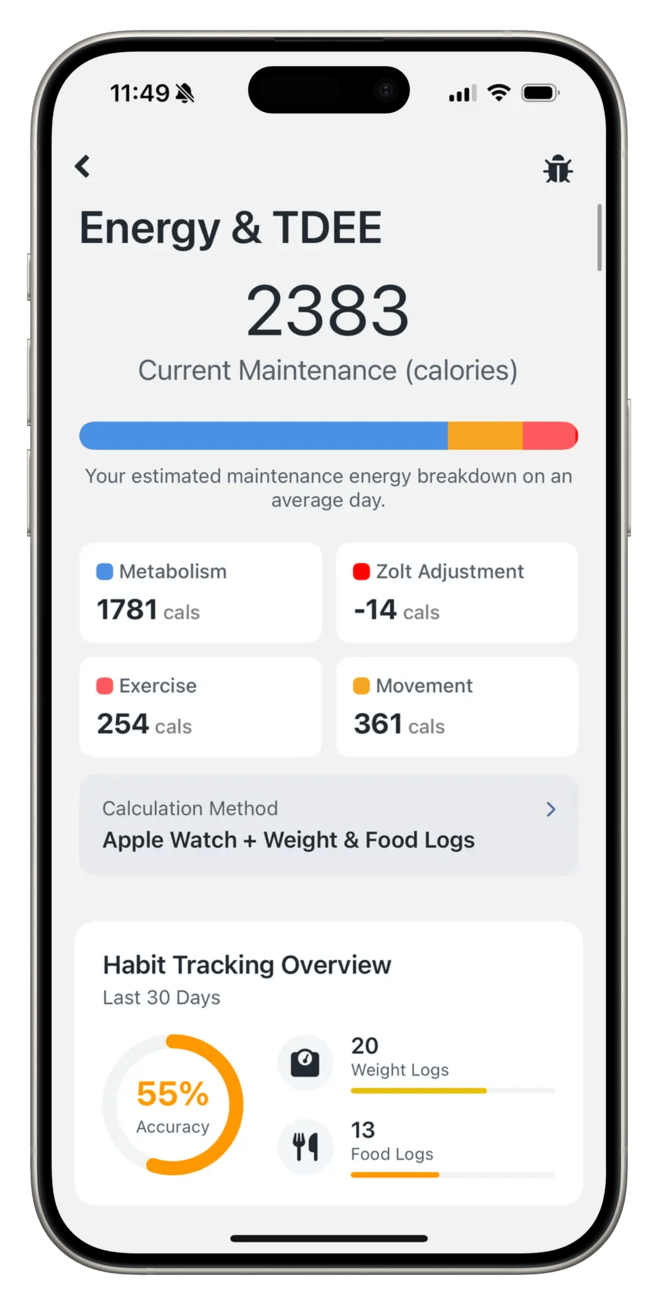 11:49
Energy & TDEE
2383
Current Maintenance (calories)
Your estimated maintenance energy breakdown on an
average day.
Metabolism
1781 cals
Zolt Adjustment
-14 cals
Exercise
254 cals
Movement
361 cals
Calculation Method
Apple Watch + Weight & Food Logs
Habit Tracking Overview
Last 30 Days
55%
Accuracy
20
Weight Logs
13
Food Logs